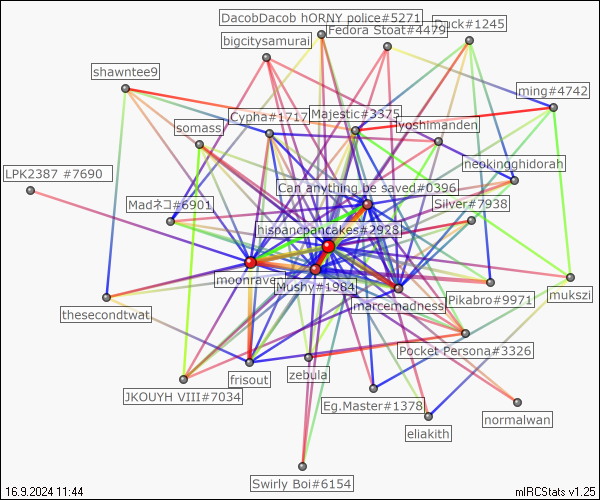 DacobDacob hORNY police#5271
Duck#1245
Fedora Stoat#4479
bigcitysamurai
shawntee9
ming#4742
Cypha#1717
Majestic#3375
somass
lyoshimanden
neokingghidorah
LPK2387 #7690
Can anything be saved#0396
Madネコ#6901
Silver#7938
hispancpancakes#2928
moonrave
Mushy#1984
mukszi
Pikabro#9971
marcemadness
thesecondtwat
Pocket Persona#3326
zebula
frisout
JKOUYH VIII#7034
Eg.Master#1378
normalwan
eliakith
Swirly Boi#6154
16.9.2024 11:44
mIRCStats v1.25